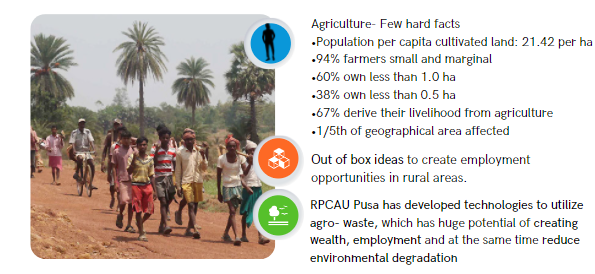 Agriculture- Few hard facts
•Population per capita cultivated land: 21.42 per ha
•94% farmers small and marginal
•60% own less than 1.0 ha
•38% own less than 0.5 ha
•67% derive their livelihood from agriculture
•1/5th of geographical area affected
Out of box ideas to create employment
opportunities in rural areas.
RPCAU Pusa has developed technologies to utilize
agro- waste, which has huge potential of creating
wealth, employment and at the same time reduce
environmental degradation